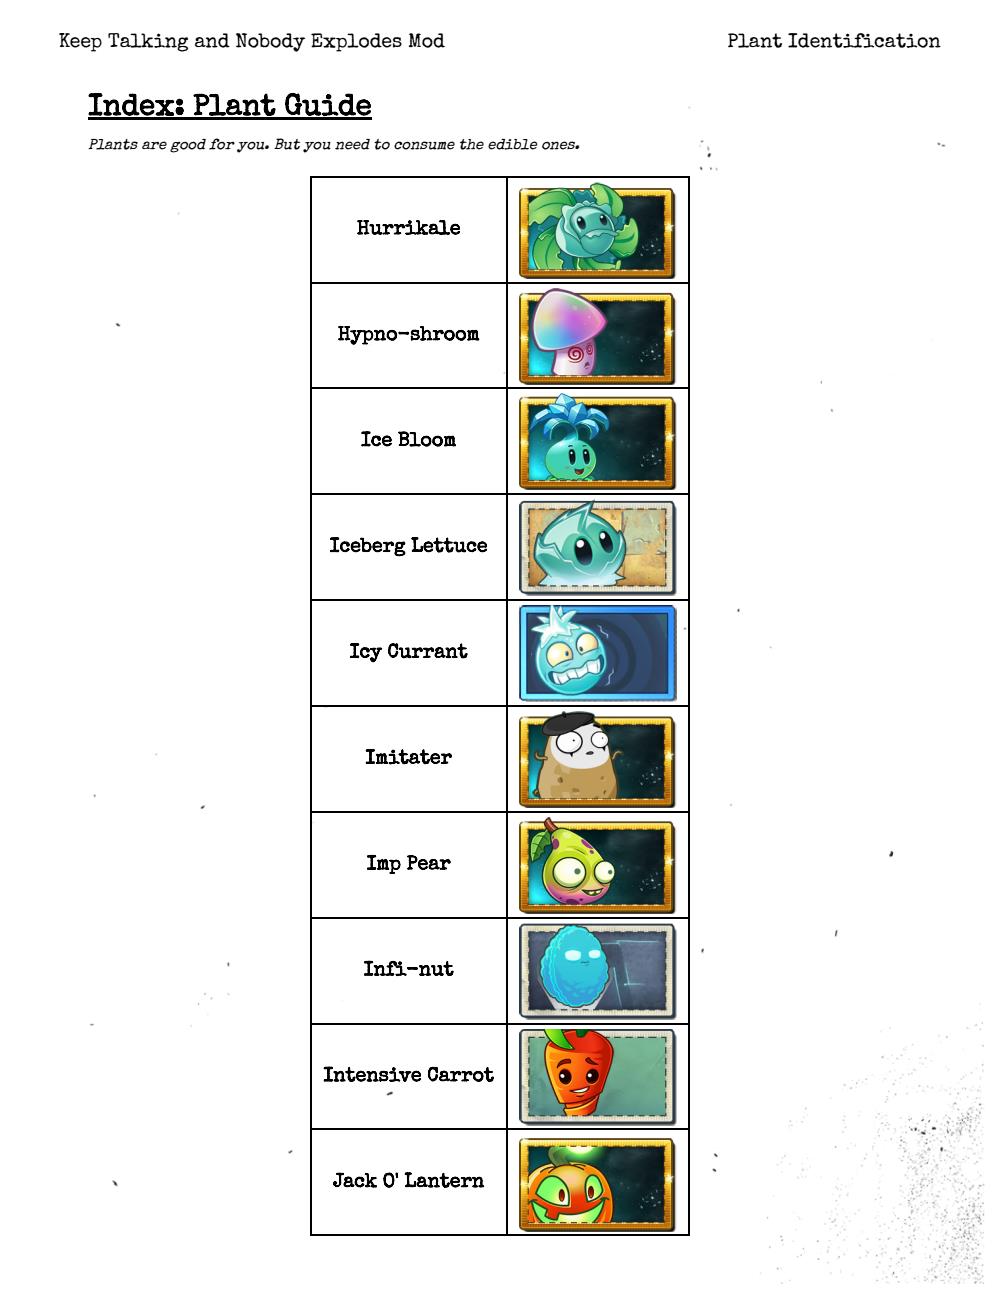 Keep Talking and Nobody Explodes Mod
Plant Identification
Index: Plant Guide
Plants are good for you. But you need to consume the edible ones.
Hurrikale
Hypno-shroom
Ice Bloom
Iceberg Lettuce
Icy Currant
Imitater
Imp Pear
Infi-nut
Intensive Carrot
Jack O' Lantern